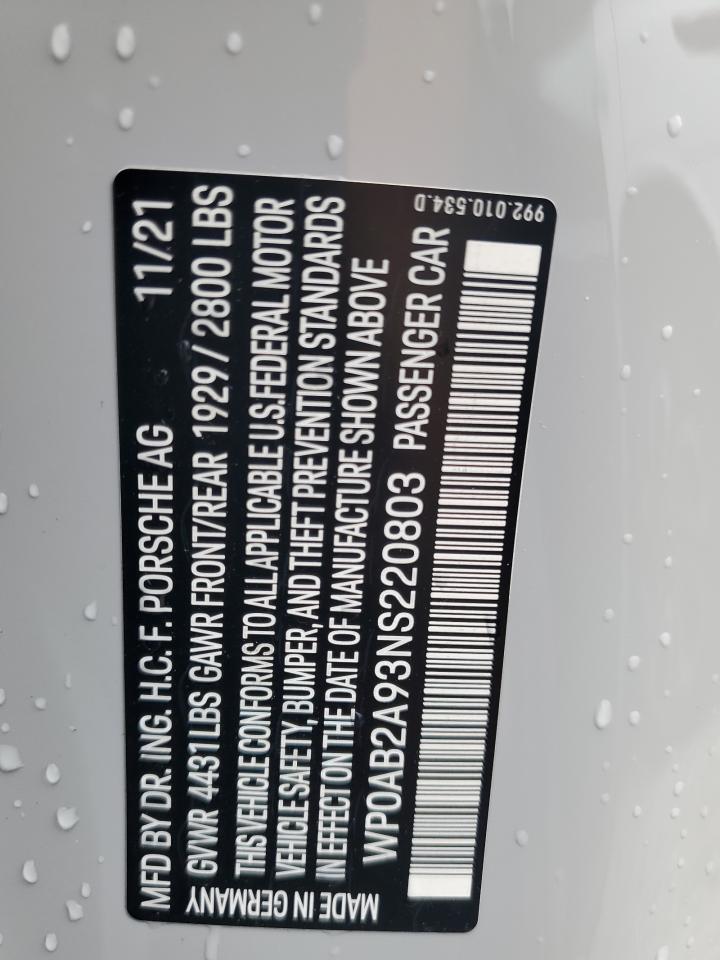 MFD BY DR. ING. H.C. F. PORSCHE AG 11/21
GVWR 4431LBS GAWR FRONT/REAR 1929 / 2800 LBS
THIS VEHICLE CONFORMS TO ALL APPLICABLE U.S. FEDERAL MOTOR
VEHICLE SAFETY, BUMPER, AND THEFT PREVENTION STANDARDS
IN EFFECT ON THE DATE OF MANUFACTURE SHOWN ABOVE
WP0AB2A93NS220803 PASSENGER CAR
MADE IN GERMANY
992.010.534.D